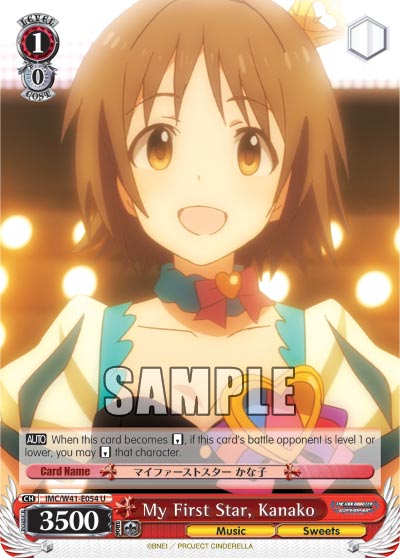 LEVEL
1
0
COST
SAMPLE
AUTO When this card becomes , if this card's battle opponent is level 1 or
lower, you may that character.
Card Name マイファーストスター かな子
CH IMC/W41-E054 U
My First Star, Kanako
3500
Music Sweets
©BNEI / PROJECT CINDERELLA